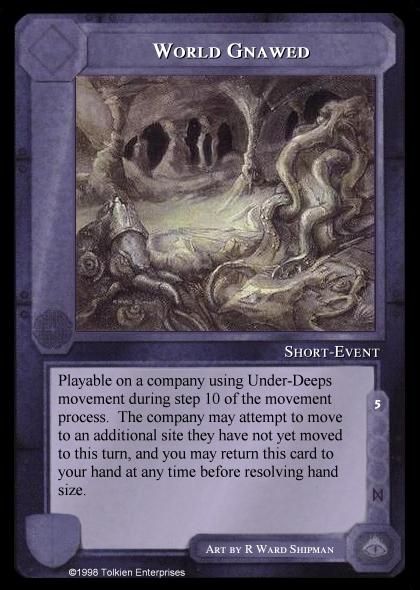 World Gnawed
R WARD SHIPMAN
Short-Event
Playable on a company using Under-Deeps
movement during step 10 of the movement
process.  The company may attempt to move
to an additional site they have not yet moved
to this turn, and you may return this card to
your hand at any time before resolving hand
size.
5
Art by R Ward Shipman
©1998 Tolkien Enterprises